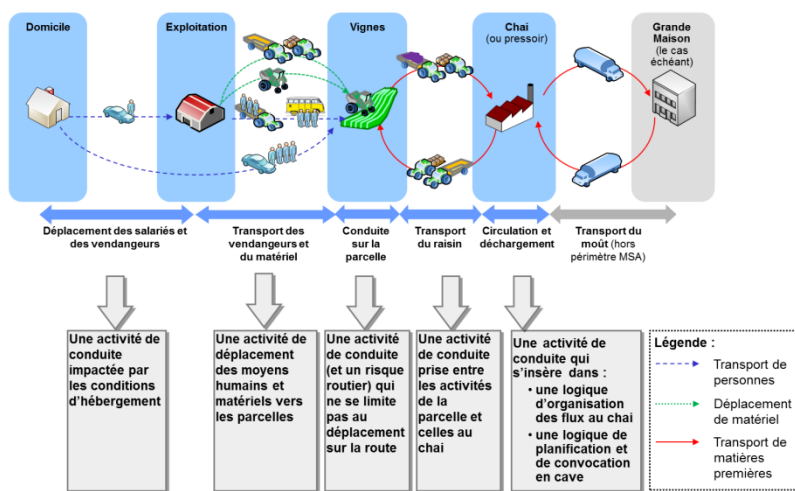 Domicile
Exploitation
Vignes
Chai
(ou pressoir)
Grande
Maison
(le cas
échéant)
Déplacement des salariés et
des vendangeurs
Transport des
vendangeurs et
du matériel
Conduite
sur la
parcelle
Transport
du raisin
Circulation et
déchargement
Transport du
moût (hors
périmètre MSA)
Une activité de
conduite
impactée par
les conditions
d'hébergement
Une activité de
déplacement
des moyens
humains et
matériels vers
les parcelles
Une activité
de conduite
(et un risque
routier) qui
ne se limite
pas au
déplacement
sur la route
Une activité
de conduite
prise entre
les activités
de la
parcelle et
celles au
chai
Une activité de
conduite qui
s'insère dans :
• une logique
d'organisation
des flux au chai
• une logique de
planification et
de convocation
en cave
Légende :
Transport de
personnes
Déplacement
de matériel
Transport de
matières
premières